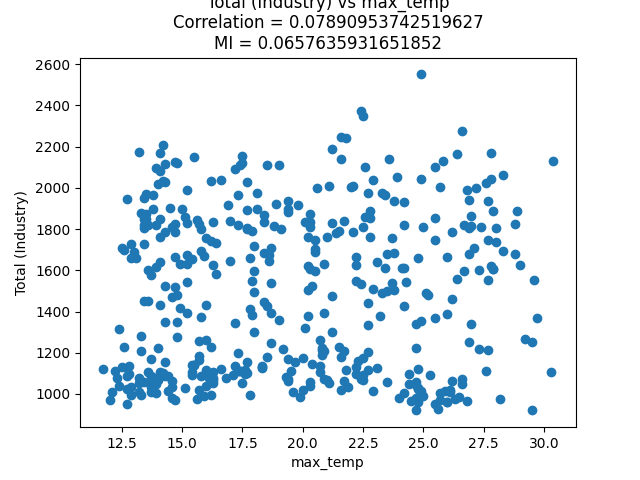 Total (Industry) vs max_temp
Correlation = 0.07890953742519627
MI = 0.0657635931651852
2600
2400
2200
2000
1800
1600
1400
1200
1000
Total (Industry)
12.5 15.0 17.5 20.0 22.5 25.0 27.5 30.0
max_temp